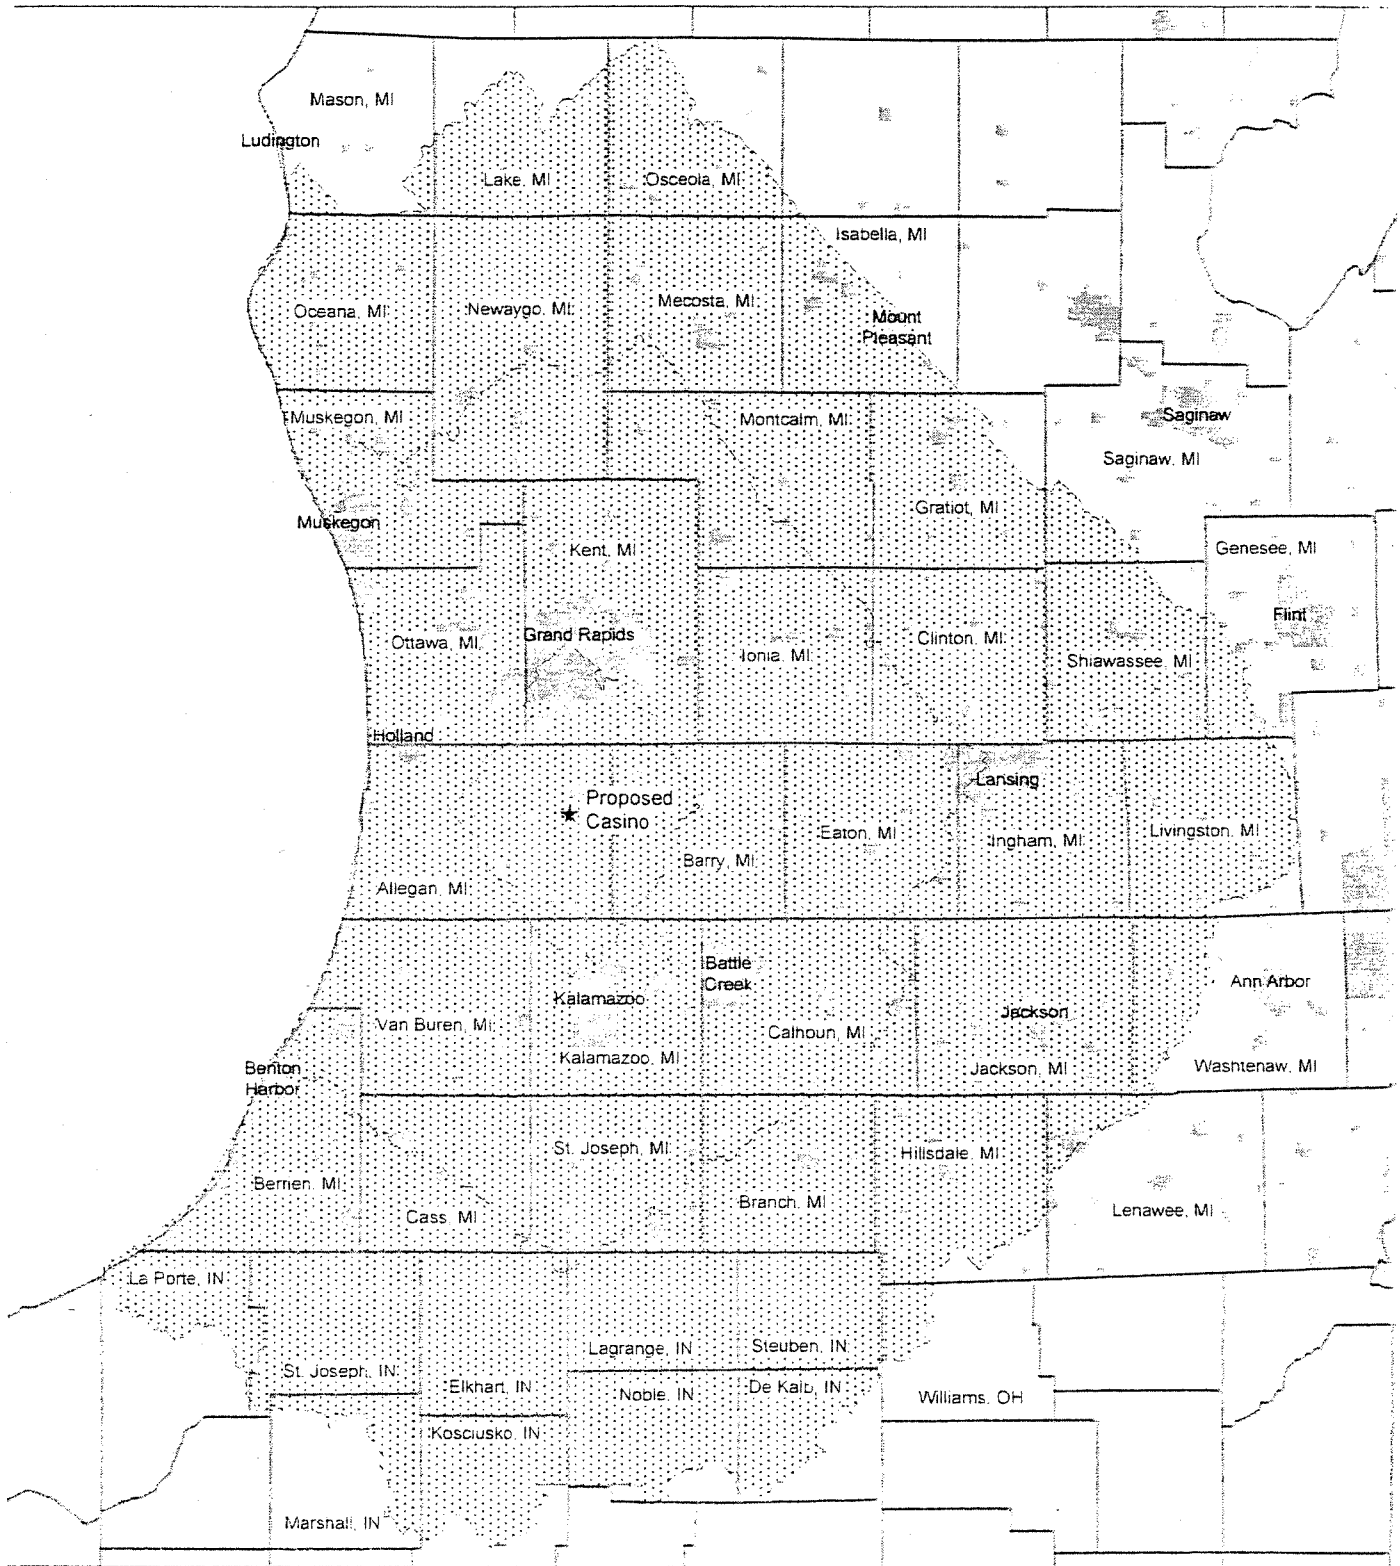 Mason, MI
Ludington
Lake, MI
Osceola, MI
Isabella, MI
Oceana, MI
Newaygo, MI
Mecosta, MI
Mount
Pleasant
Muskegon, MI
Montcalm, MI
Saginaw
Saginaw, MI
Gratiot, MI
Muskegon
Kent, MI
Genesee, MI
Flint
Ottawa, MI
Grand Rapids
Ionia, MI
Clinton, MI
Shiawassee, MI
Holland
Lansing
Proposed
Casino
Eaton, MI
Ingham, MI
Livingston, MI
Barry, MI
Allegan, MI
Battle
Creek
Ann Arbor
Kalamazoo
Jackson
Van Buren, MI
Calhoun, MI
Kalamazoo, MI
Jackson, MI
Washtenaw, MI
Benton
Harbor
St. Joseph, MI
Hillsdale, MI
Berrien, MI
Branch, MI
Cass, MI
Lenawee, MI
La Porte, IN
Lagrange, IN
Steuben, IN
St. Joseph, IN
Elkhart, IN
Noble, IN
De Kalb, IN
Williams, OH
Kosciusko, IN
Marshall, IN